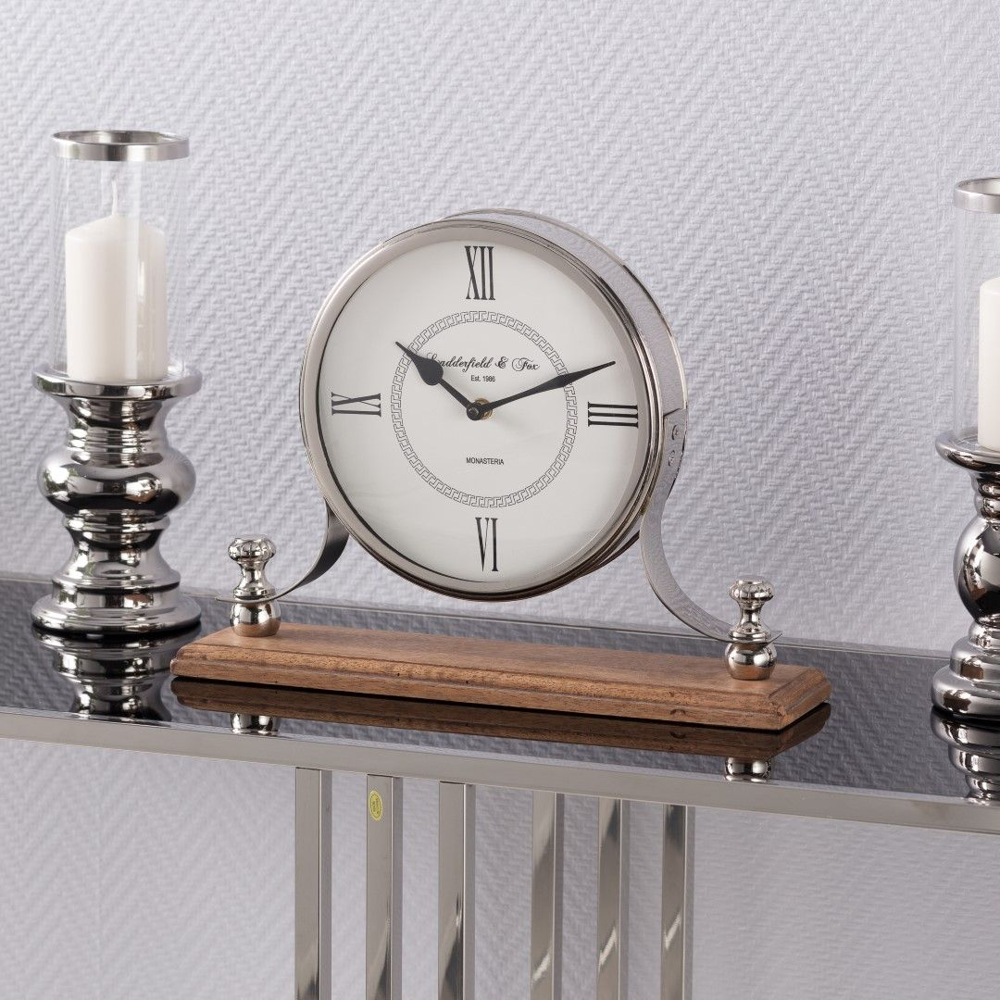 XII
Ladderfield & Fox
Est. 1986
IX
III
MONASTERIA
VI